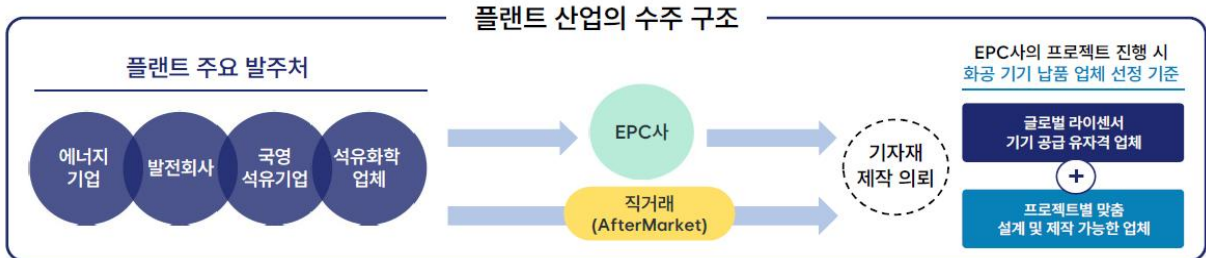 플랜트 산업의 수주 구조
플랜트 주요 발주처
에너지
기업
발전회사
국영
석유기업
석유화학
업체
EPC사
직거래
(AfterMarket)
기자재
제작 의뢰
EPC사의 프로젝트 진행 시
화공 기기 납품 업체 선정 기준
글로벌 라이센서
기기 공급 유자격 업체
+
프로젝트별 맞춤
설계 및 제작 가능한 업체